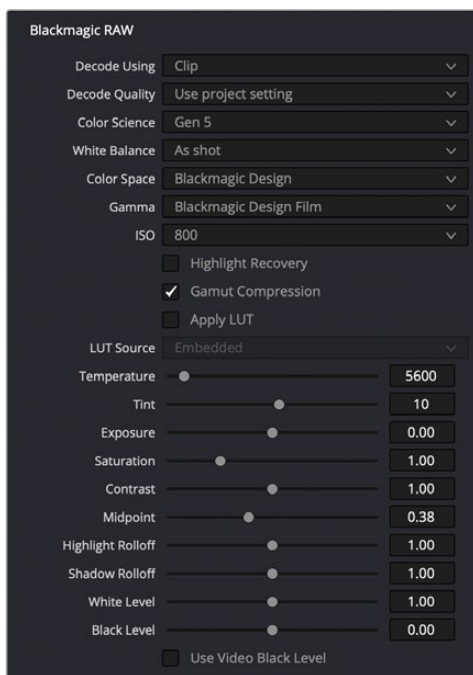 Blackmagic RAW
Decode Using Clip
Decode Quality Use project setting
Color Science Gen 5
White Balance As shot
Color Space Blackmagic Design
Gamma Blackmagic Design Film
ISO 800
Highlight Recovery
Gamut Compression
Apply LUT
LUT Source Embedded
Temperature 5600
Tint 10
Exposure 0.00
Saturation 1.00
Contrast 1.00
Midpoint 0.38
Highlight Rolloff 1.00
Shadow Rolloff 1.00
White Level 1.00
Black Level 0.00
Use Video Black Level